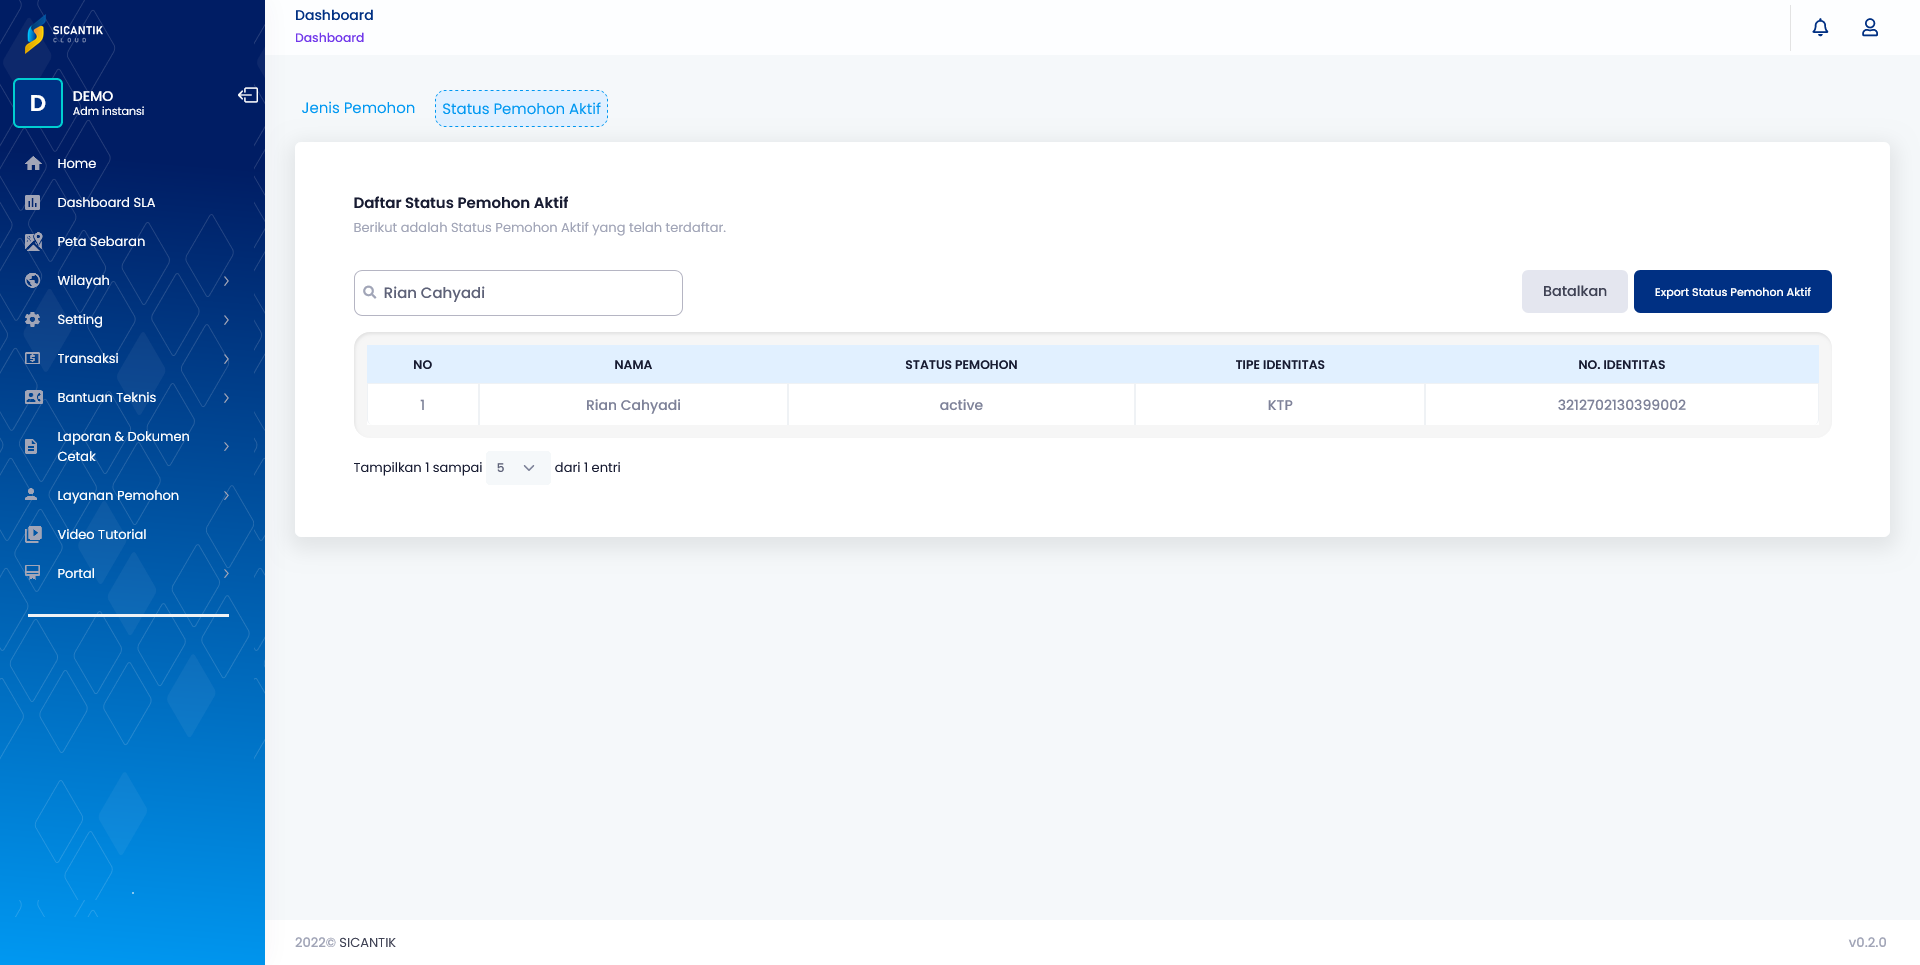 SICANTIK
CLOUD
D
DEMO
Adm instansi
Home
Dashboard SLA
Peta Sebaran
Wilayah
Setting
Transaksi
Bantuan Teknis
Laporan & Dokumen
Cetak
Layanan Pemohon
Video Tutorial
Portal
Dashboard
Dashboard
Jenis Pemohon
Status Pemohon Aktif
Daftar Status Pemohon Aktif
Berikut adalah Status Pemohon Aktif yang telah terdaftar.
Rian Cahyadi
Batalkan
Export Status Pemohon Aktif
NO NAMA STATUS PEMOHON TIPE IDENTITAS NO. IDENTITAS
1 Rian Cahyadi active KTP 3212702130399002
Tampilkan 1 sampai 5 dari 1 entri
2022© SICANTIK
v0.2.0